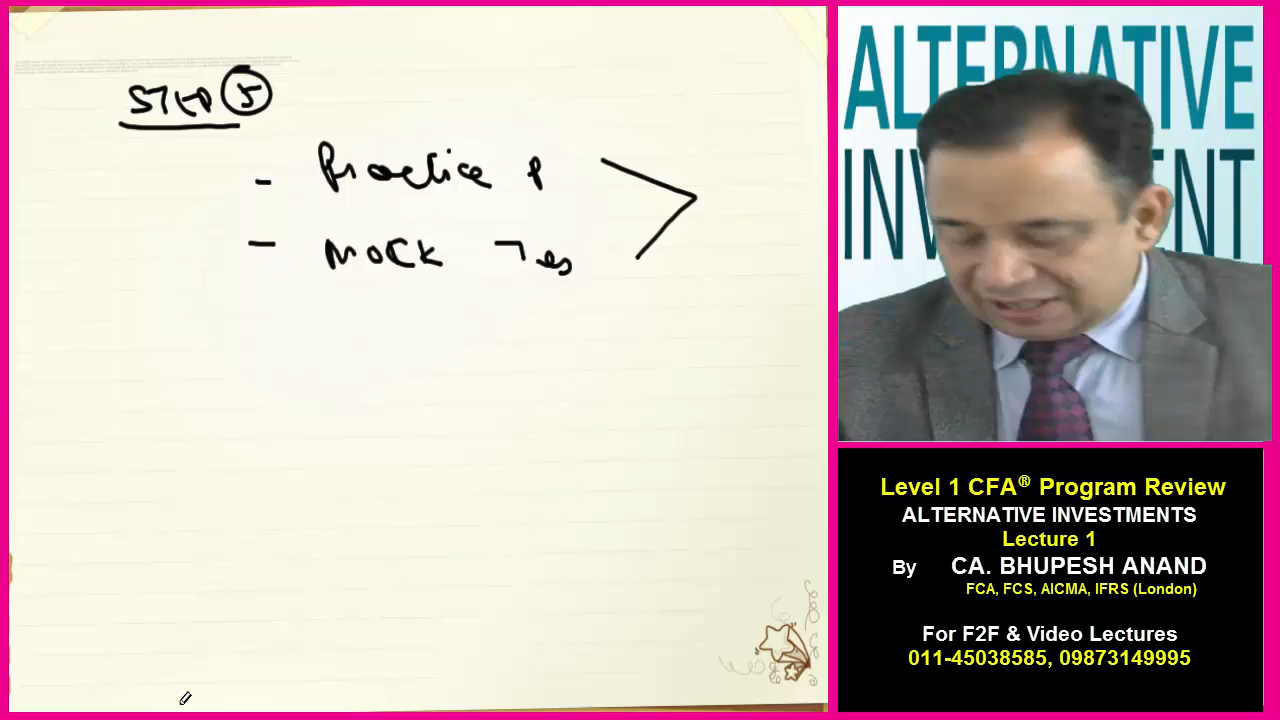 STEP 5
- Practice P
- MOCK Tes
ALTERNATIVE
INVESTMENT
Level 1 CFA® Program Review
ALTERNATIVE INVESTMENTS
Lecture 1
By CA. BHUPESH ANAND
FCA, FCS, AICMA, IFRS (London)
For F2F & Video Lectures
011-45038585, 09873149995